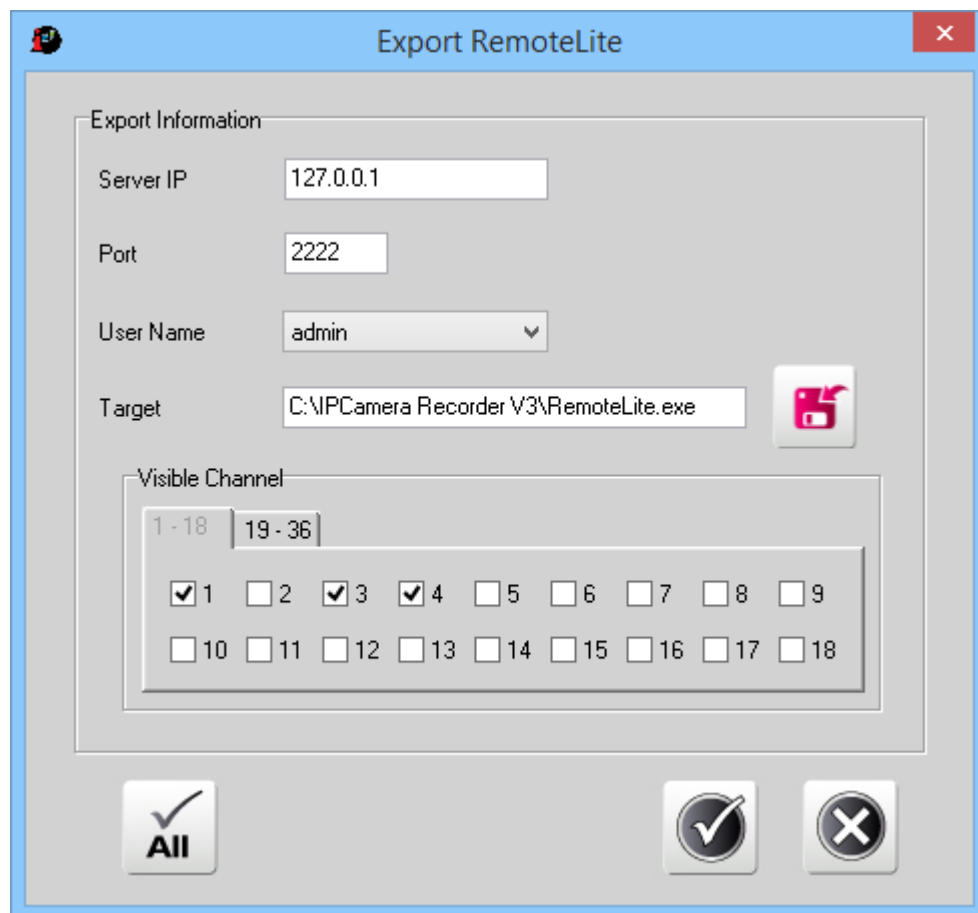 Export RemoteLite
Export Information
Server IP 127.0.0.1
Port 2222
User Name admin
Target C:\IPCamera Recorder V3\RemoteLite.exe
Visible Channel
1 - 18 19 - 36
1 2 3 4 5 6 7 8 9
10 11 12 13 14 15 16 17 18
All